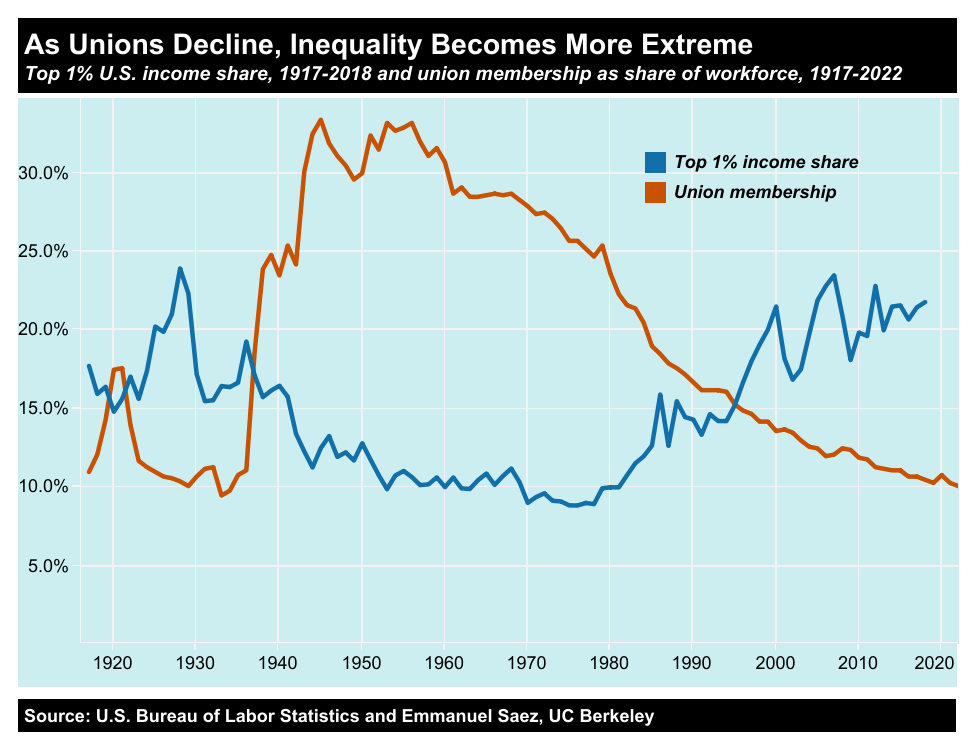 As Unions Decline, Inequality Becomes More Extreme
Top 1% U.S. income share, 1917-2018 and union membership as share of workforce, 1917-2022
Top 1% income share
Union membership
30.0%
25.0%
20.0%
15.0%
10.0%
5.0%
1920 1930 1940 1950 1960 1970 1980 1990 2000 2010 2020
Source: U.S. Bureau of Labor Statistics and Emmanuel Saez, UC Berkeley